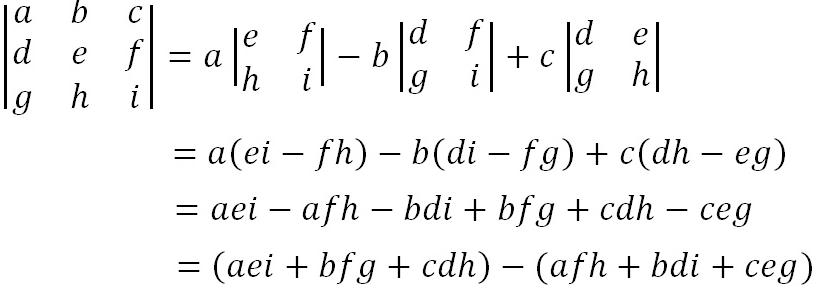 |a b c|
|d e f| = a |e f| − b |d f| + c |d e|
|g h i| |h i| |g i| |g h|
= a(ei − fh) − b(di − fg) + c(dh − eg)
= aei − afh − bdi + bfg + cdh − ceg
= (aei + bfg + cdh) − (afh + bdi + ceg)